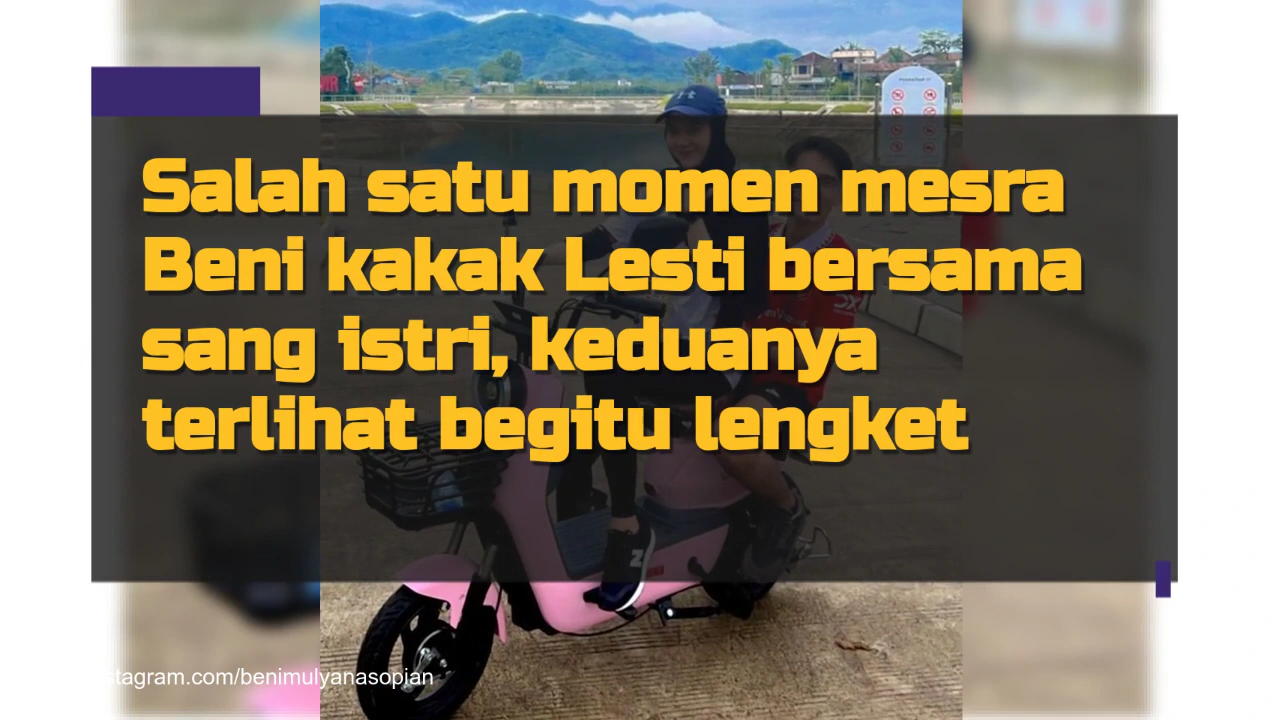 Salah satu momen mesra
Beni kakak Lesti bersama
sang istri, keduanya
terlihat begitu lengket
stagram.com/benimulyanasopian